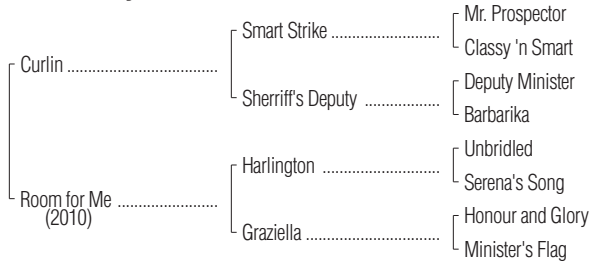 Mr. Prospector
Smart Strike ..........................
Classy 'n Smart
Curlin ...................................
Deputy Minister
Sherriff's Deputy ..................
Barbarika
Unbridled
Harlington ............................
Serena's Song
Room for Me ........................
(2010)
Honour and Glory
Graziella ................................
Minister's Flag